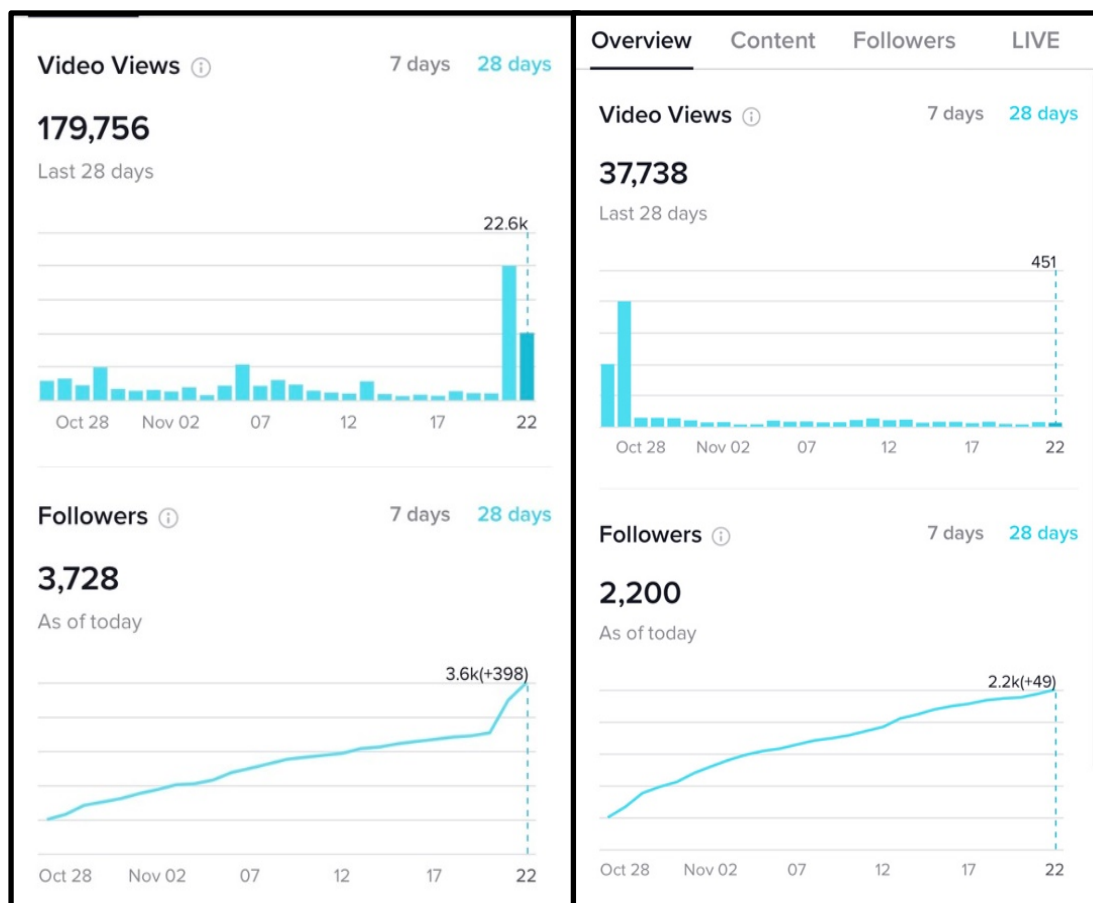 Video Views
7 days 28 days
179,756
Last 28 days
22.6k
Oct 28 Nov 02 07 12 17 22
Followers
7 days 28 days
3,728
As of today
3.6k(+398)
Oct 28 Nov 02 07 12 17 22
Overview Content Followers LIVE
Video Views
7 days 28 days
37,738
Last 28 days
451
Oct 28 Nov 02 07 12 17 22
Followers
7 days 28 days
2,200
As of today
2.2k(+49)
Oct 28 Nov 02 07 12 17 22